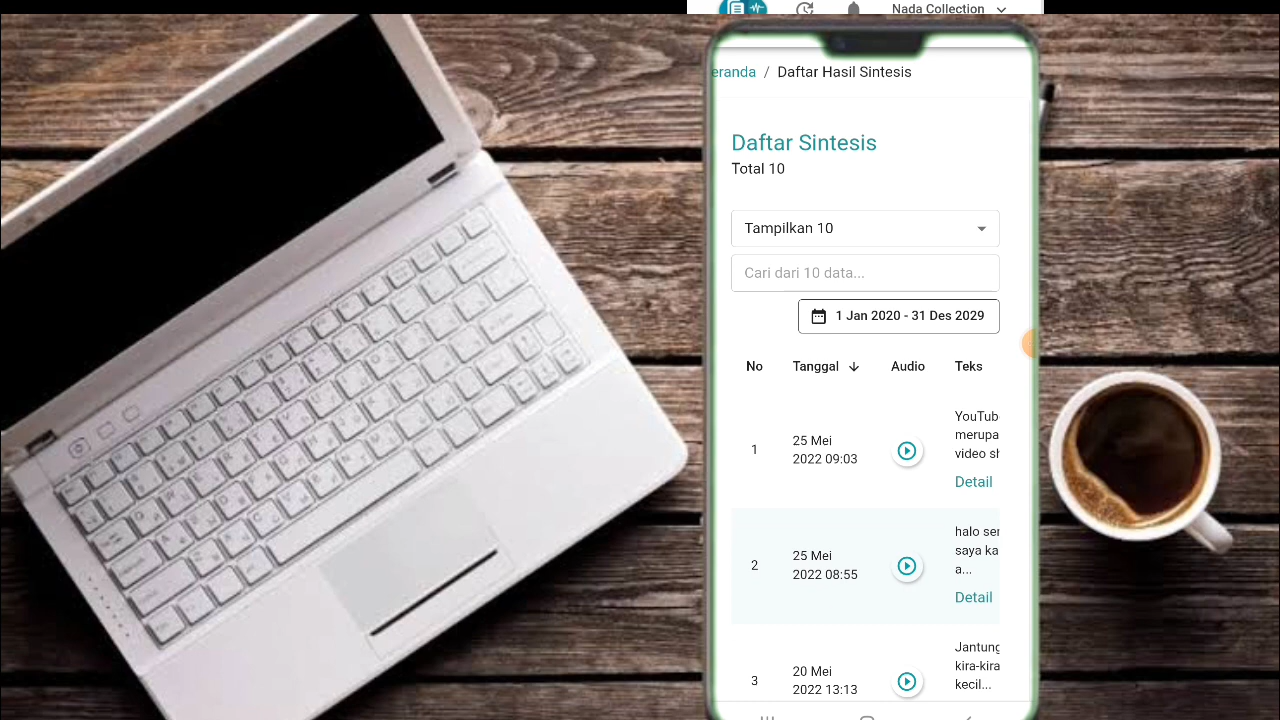 Nada Collection
eranda / Daftar Hasil Sintesis
Daftar Sintesis
Total 10
Tampilkan 10
Cari dari 10 data...
1 Jan 2020 - 31 Des 2029
No Tanggal Audio Teks
1
25 Mei
2022 09:03
YouTub
merupa
video sh
Detail
2
25 Mei
2022 08:55
halo ser
saya ka
a...
Detail
3
20 Mei
2022 13:13
Jantung
kira-kira
kecil...